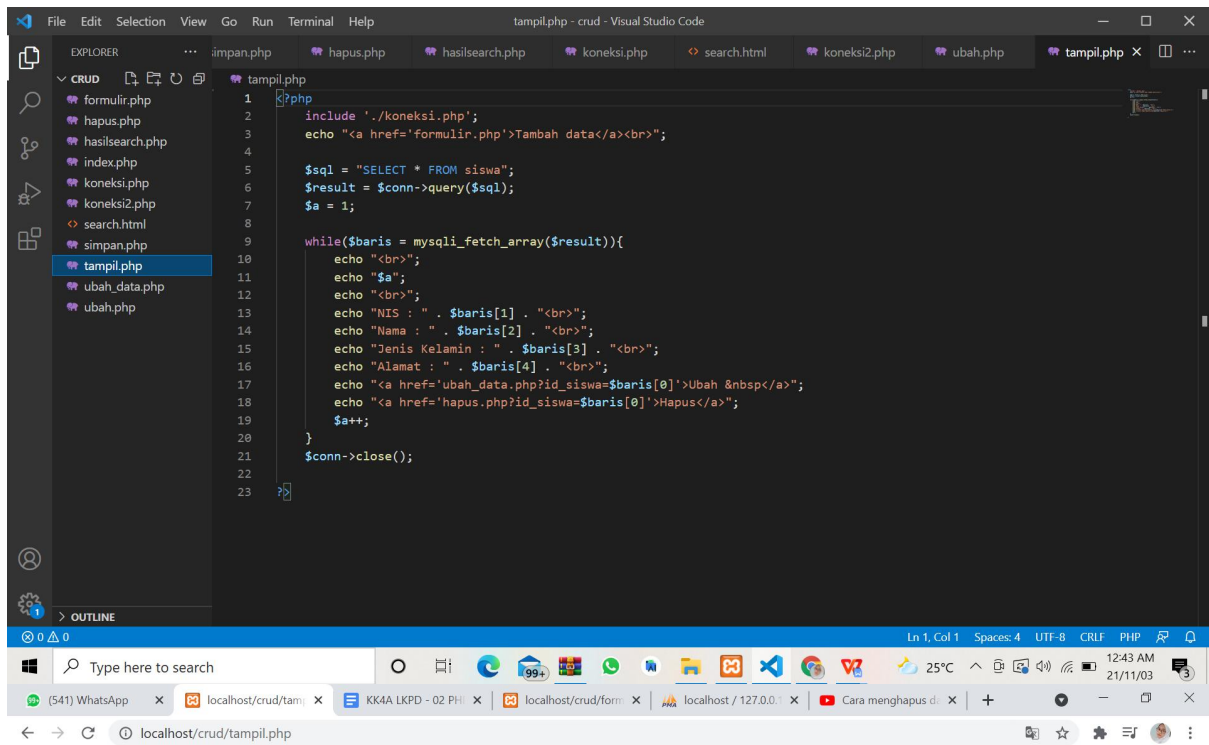 File Edit Selection View Go Run Terminal Help tampil.php - crud - Visual Studio Code
EXPLORER ... simpan.php hapus.php hasilsearch.php koneksi.php search.html koneksi2.php ubah.php tampil.php
CRUD
formulir.php
hapus.php
hasilsearch.php
index.php
koneksi.php
koneksi2.php
search.html
simpan.php
tampil.php
ubah_data.php
ubah.php
OUTLINE
tampil.php
1 <?php
2 include './koneksi.php';
3 echo "<a href='formulir.php'>Tambah data</a><br>";
4
5 $sql = "SELECT * FROM siswa";
6 $result = $conn->query($sql);
7 $a = 1;
8
9 while($baris = mysqli_fetch_array($result)){
10 echo "<br>";
11 echo "$a";
12 echo "<br>";
13 echo "NIS : " . $baris[1] . "<br>";
14 echo "Nama : " . $baris[2] . "<br>";
15 echo "Jenis Kelamin : " . $baris[3] . "<br>";
16 echo "Alamat : " . $baris[4] . "<br>";
17 echo "<a href='ubah_data.php?id_siswa=$baris[0]'>Ubah &nbsp</a>";
18 echo "<a href='hapus.php?id_siswa=$baris[0]'>Hapus</a>";
19 $a++;
20 }
21 $conn->close();
22
23 ?>
1
0 0 Ln 1, Col 1 Spaces: 4 UTF-8 CRLF PHP
Type here to search 99+ 25°C 12:43 AM
21/11/03 3
99+ (541) WhatsApp localhost/crud/tam KK4A LKPD - 02 PH localhost/crud/form localhost / 127.0.0. Cara menghapus d
localhost/crud/tampil.php